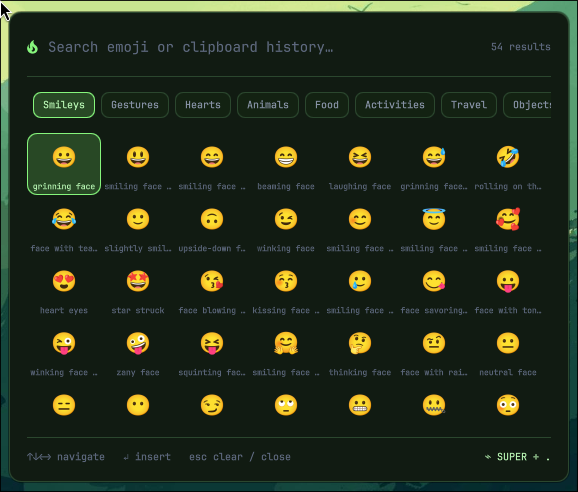 Search emoji or clipboard history… 54 results
Smileys Gestures Hearts Animals Food Activities Travel Objects
grinning face smiling face … smiling face … beaming face laughing face grinning face… rolling on th…
face with tea… slightly smil… upside-down f… winking face smiling face … smiling face … smiling face …
heart eyes star struck face blowing … kissing face … smiling face … face savoring… face with ton…
winking face … zany face squinting fac… smiling face … thinking face face with rai… neutral face
↑↓←→ navigate ↲ insert esc clear / close SUPER + .